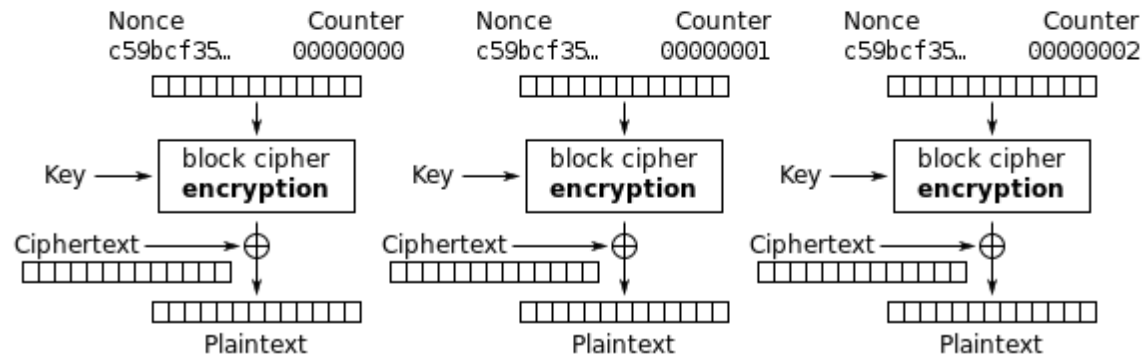 Nonce Counter Nonce Counter Nonce Counter
c59bcf35… 00000000 c59bcf35… 00000001 c59bcf35… 00000002
block cipher block cipher block cipher
Key encryption Key encryption Key encryption
Ciphertext Ciphertext Ciphertext
Plaintext Plaintext Plaintext